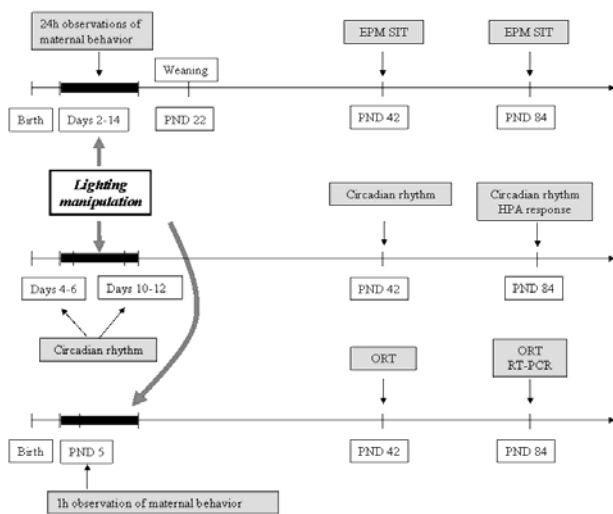 24h observations of
maternal behavior
EPM SIT
EPM SIT
Weaning
Birth
Days 2-14
PND 22
PND 42
PND 84
Lighting
manipulation
Circadian rhythm
Circadian rhythm
HPA response
Days 4-6
Days 10-12
PND 42
PND 84
Circadian rhythm
ORT
ORT
RT-PCR
Birth
PND 5
PND 42
PND 84
1h observation of maternal behavior